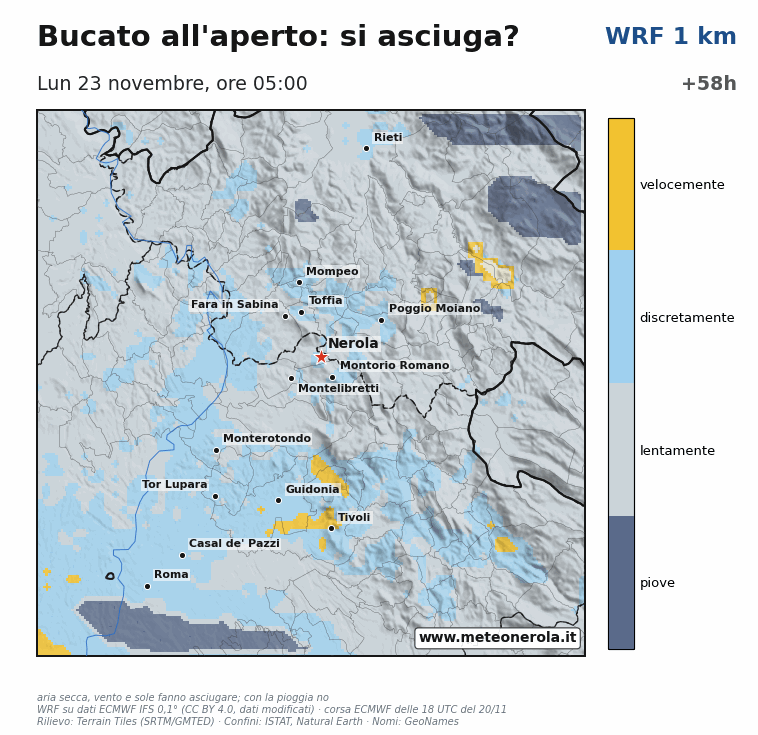 Bucato all'aperto: si asciuga?
WRF 1 km
Lun 23 novembre, ore 05:00
+58h
Rieti
Mompeo
Fara in Sabina
Toffia
Poggio Moiano
Nerola
Montorio Romano
Montelibretti
Monterotondo
Tor Lupara
Guidonia
Tivoli
Casal de' Pazzi
Roma
www.meteonerola.it
velocemente
discretamente
lentamente
piove
aria secca, vento e sole fanno asciugare; con la pioggia no
WRF su dati ECMWF IFS 0,1° (CC BY 4.0, dati modificati) · corsa ECMWF delle 18 UTC del 20/11
Rilievo: Terrain Tiles (SRTM/GMTED) · Confini: ISTAT, Natural Earth · Nomi: GeoNames